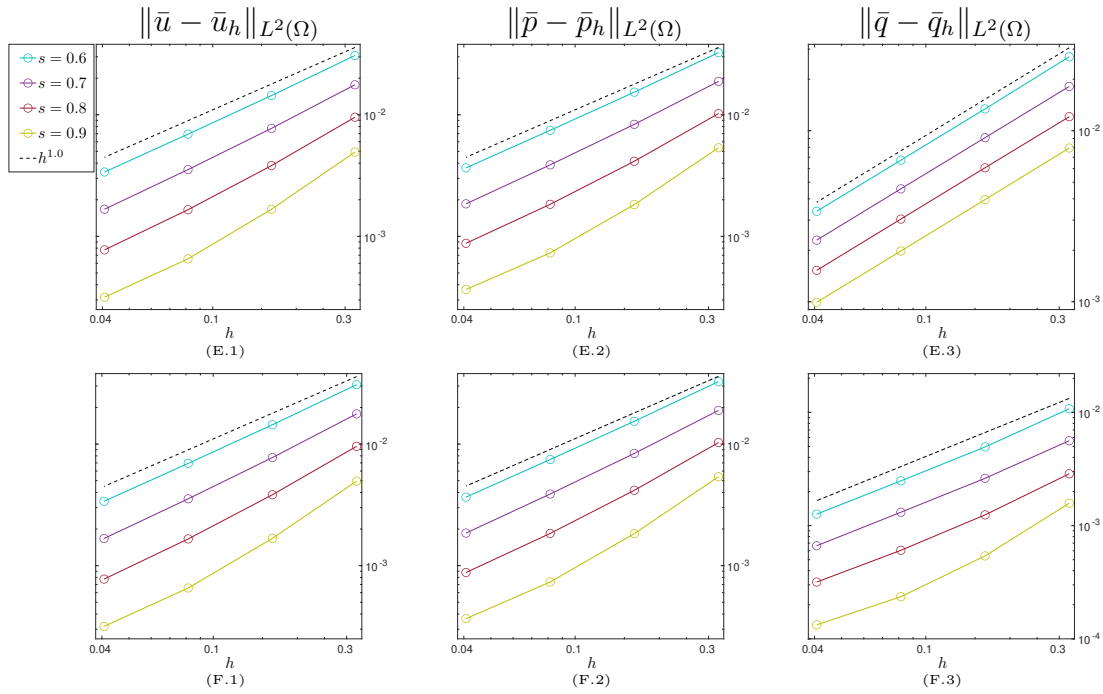 ‖ū − ū_h‖_{L²(Ω)}
‖p̄ − p̄_h‖_{L²(Ω)}
‖q̄ − q̄_h‖_{L²(Ω)}
s = 0.6
s = 0.7
s = 0.8
s = 0.9
h^{1.0}
10^{-2}
10^{-3}
0.04
0.1
0.3
h
(E.1)
10^{-2}
10^{-3}
0.04
0.1
0.3
h
(E.2)
10^{-2}
10^{-3}
0.04
0.1
0.3
h
(E.3)
10^{-2}
10^{-3}
0.04
0.1
0.3
h
(F.1)
10^{-2}
10^{-3}
0.04
0.1
0.3
h
(F.2)
10^{-2}
10^{-3}
10^{-4}
0.04
0.1
0.3
h
(F.3)